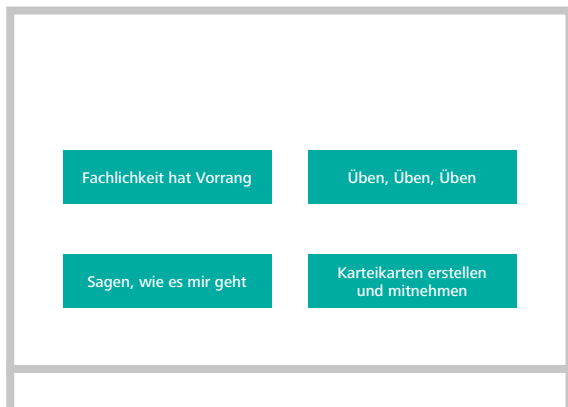 Fachlichkeit hat Vorrang
Üben, Üben, Üben
Sagen, wie es mir geht
Karteikarten erstellen
und mitnehmen